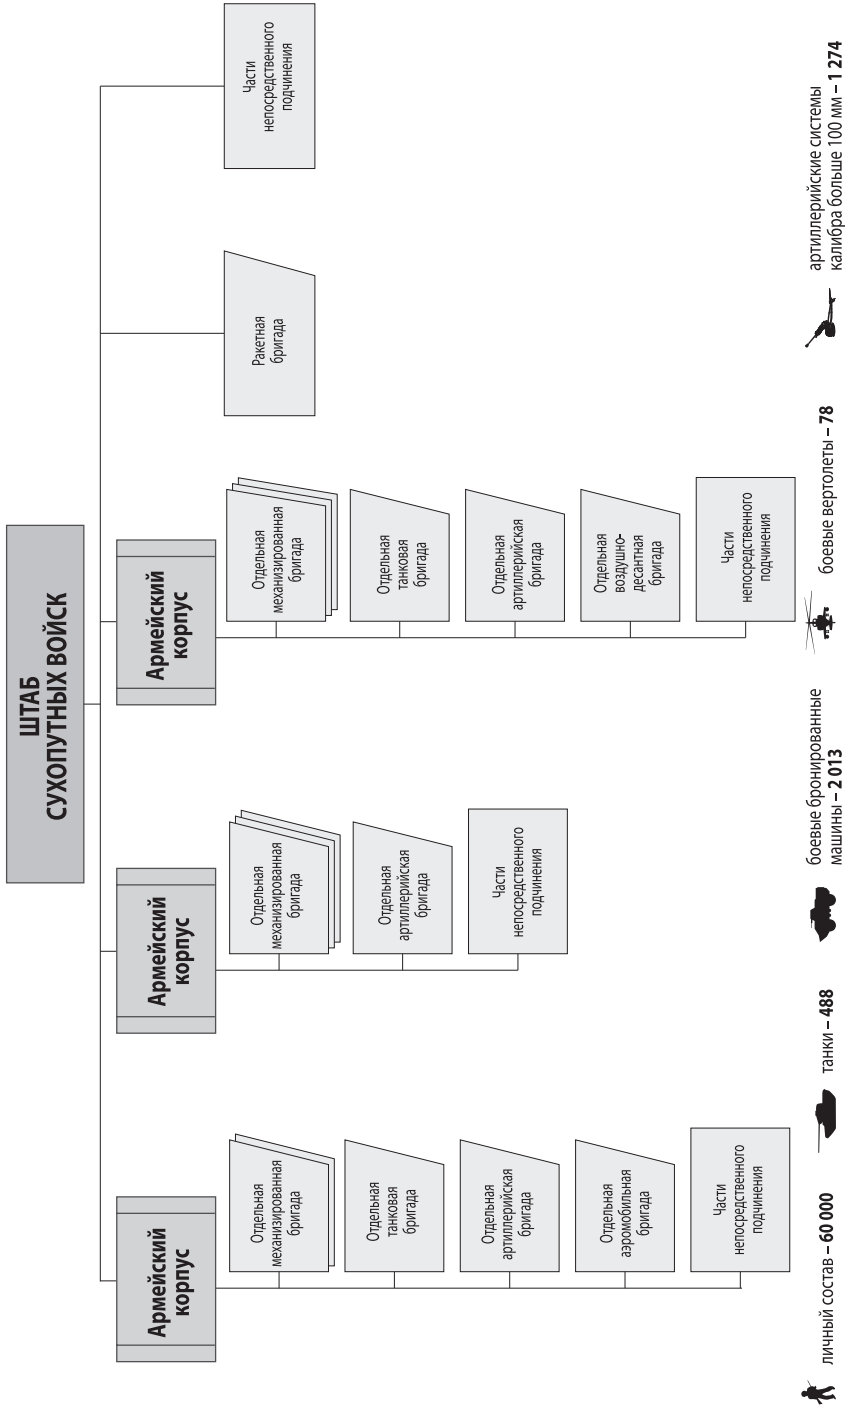 ШТАБ
СУХОПУТНЫХ ВОЙСК
Армейский
корпус
Отдельная
механизированная
бригада
Отдельная
танковая
бригада
Отдельная
артиллерийская
бригада
Отдельная
аэромобильная
бригада
Части
непосредственного
подчинения
Армейский
корпус
Отдельная
механизированная
бригада
Отдельная
артиллерийская
бригада
Части
непосредственного
подчинения
Армейский
корпус
Отдельная
механизированная
бригада
Отдельная
танковая
бригада
Отдельная
артиллерийская
бригада
Отдельная
воздушно-
десантная
бригада
Части
непосредственного
подчинения
Ракетная
бригада
Части
непосредственного
подчинения
личный состав – 60 000
танки – 488
боевые бронированные
машины – 2 013
боевые вертолеты – 78
артиллерийские системы
калибра больше 100 мм – 1 274